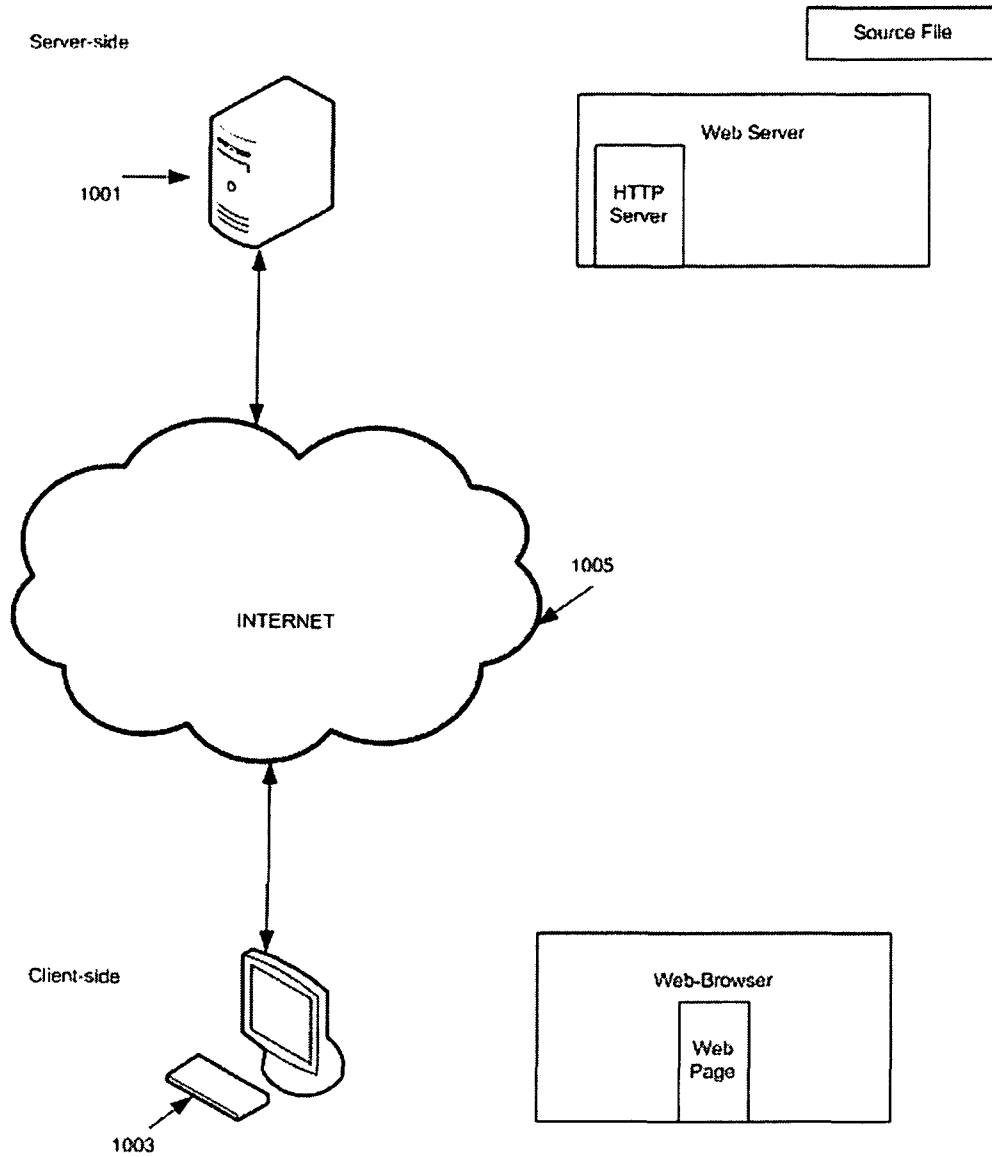 Server-side
Source File
Web Server
HTTP
Server
1001
1005
INTERNET
Client-side
Web-Browser
Web
Page
1003